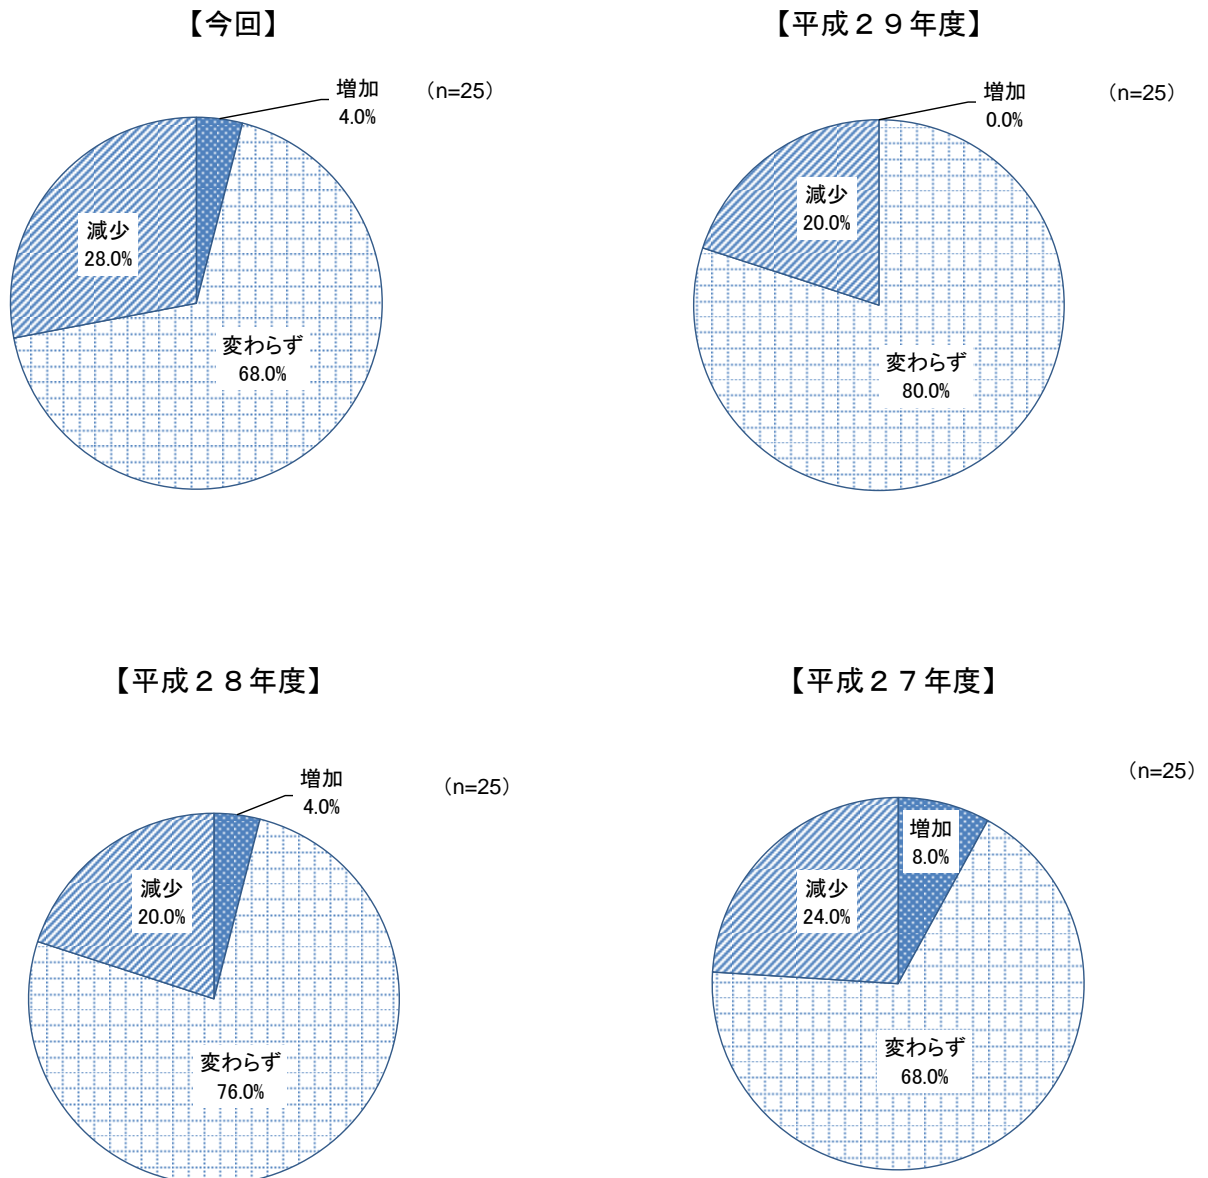 【今回】
増加
4.0%
（n=25）
減少
28.0%
変わらず
68.0%
【平成２９年度】
増加
0.0%
（n=25）
減少
20.0%
変わらず
80.0%
【平成２８年度】
増加
4.0%
（n=25）
減少
20.0%
変わらず
76.0%
【平成２７年度】
（n=25）
増加
8.0%
減少
24.0%
変わらず
68.0%